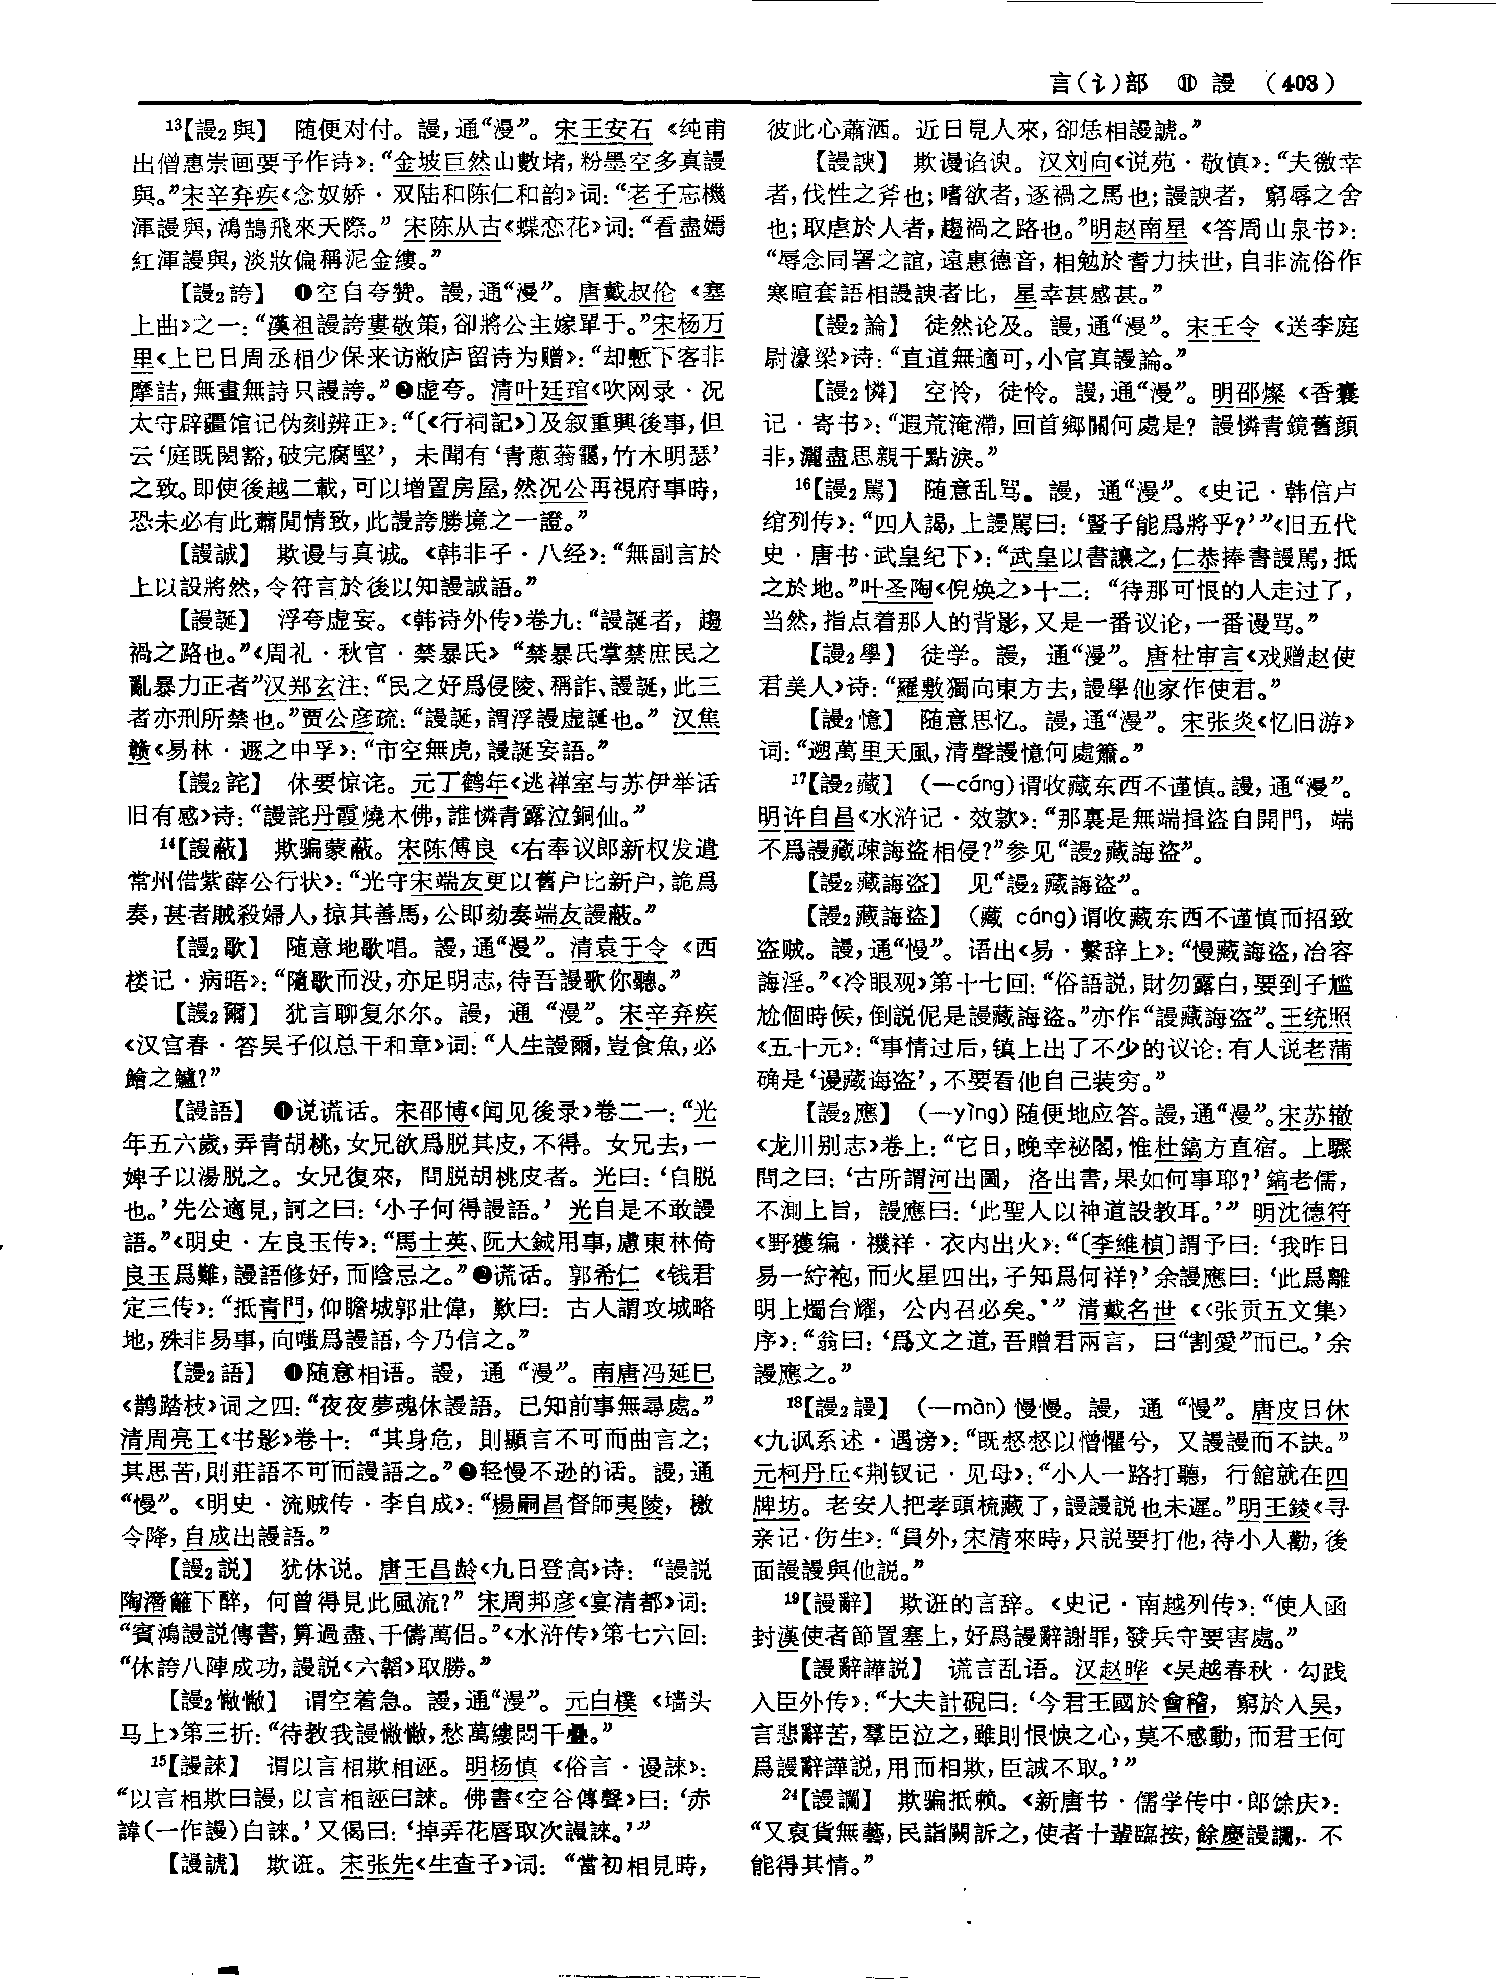 言(讠)部　⑪　謾　(403)
¹³【謾₂與】　随便对付。謾,通“漫”。宋王安石《纯甫
出僧惠崇画要予作诗》:“金坡巨然山數堵,粉墨空多真謾
與。”宋辛弃疾《念奴娇·双陆和陈仁和韵》词:“老子忘機
渾謾與,鴻鵠飛來天際。”宋陈从古《蝶恋花》词:“看盡嫣
紅渾謾與,淡妝偏稱泥金縷。”
【謾₂誇】　❶空自夸赞。謾,通“漫”。唐戴叔伦《塞
上曲》之一:“漢祖謾誇婁敬策,卻將公主嫁單于。”宋杨万
里《上巳日周丞相少保来访敝庐留诗为赠》:“却慙下客非
摩詰,無畫無詩只謾誇。”❷虚夸。清叶廷琯《吹网录·况
太守辟疆馆记伪刻辨正》:“〔《行祠記》〕及叙重興後事,但
云‘庭既閎豁,破完腐堅’,未聞有‘青蔥蓊靄,竹木明瑟’
之致。即使後越二載,可以增置房屋,然况公再視府事時,
恐未必有此蕭閒情致,此謾誇勝境之一證。”
【謾誠】　欺谩与真诚。《韩非子·八经》:“無副言於
上以設將然,令符言於後以知謾誠語。”
【謾誕】　浮夸虚妄。《韩诗外传》卷九:“謾誕者,趨
禍之路也。”《周礼·秋官·禁暴氏》“禁暴氏掌禁庶民之
亂暴力正者”汉郑玄注:“民之好爲侵陵、稱詐、謾誕,此三
者亦刑所禁也。”贾公彦疏:“謾誕,謂浮謾虚誕也。”汉焦
赣《易林·遯之中孚》:“市空無虎,謾誕妄語。”
【謾₂詫】　休要惊诧。元丁鹤年《逃禅室与苏伊举话
旧有感》诗:“謾詫丹霞燒木佛,誰憐青露泣銅仙。”
¹⁴【謾蔽】　欺骗蒙蔽。宋陈傅良《右奉议郎新权发遣
常州借紫薛公行状》:“光守宋端友更以舊户比新户,詭爲
奏,甚者賊殺婦人,掠其善馬,公即劾奏端友謾蔽。”
【謾₂歌】　随意地歌唱。謾,通“漫”。清袁于令《西
楼记·病晤》:“隨歌而没,亦足明志,待吾謾歌你聽。”
【謾₂爾】　犹言聊复尔尔。謾,通“漫”。宋辛弃疾
《汉宫春·答吴子似总干和章》词:“人生謾爾,豈食魚,必
鱠之鱸?”
【謾語】　❶说谎话。宋邵博《闻见後录》卷二一:“光
年五六歲,弄青胡桃,女兄欲爲脱其皮,不得。女兄去,一
婢子以湯脱之。女兄復來,問脱胡桃皮者。光曰:‘自脱
也。’先公適見,訶之曰:‘小子何得謾語。’光自是不敢謾
語。”《明史·左良玉传》:“馬士英、阮大鋮用事,慮東林倚
良玉爲難,謾語修好,而陰忌之。”❷谎话。郭希仁《钱君
定三传》:“抵青門,仰瞻城郭壯偉,歎曰:古人謂攻城略
地,殊非易事,向嗤爲謾語,今乃信之。”
【謾₂語】　❶随意相语。謾,通“漫”。南唐冯延巳
《鹊踏枝》词之四:“夜夜夢魂休謾語,已知前事無尋處。”
清周亮工《书影》卷十:“其身危,則顯言不可而曲言之;
其思苦,則莊語不可而謾語之。”❷轻慢不逊的话。謾,通
“慢”。《明史·流贼传·李自成》:“楊嗣昌督師夷陵,檄
令降,自成出謾語。”
【謾₂説】　犹休说。唐王昌龄《九日登高》诗:“謾説
陶潛籬下醉,何曾得見此風流?”宋周邦彦《宴清都》词:
“賓鴻謾説傳書,算過盡、千儔萬侣。”《水浒传》第七六回:
“休誇八陣成功,謾説《六韜》取勝。”
【謾₂懒懒】　谓空着急。謾,通“漫”。元白樸《墙头
马上》第三折:“待教我謾懒懒,愁萬縷悶千疊。”
¹⁵【謾誺】　谓以言相欺相诬。明杨慎《俗言·谩誺》:
“以言相欺曰謾,以言相誣曰誺。佛書《空谷傳聲》曰:‘赤
諱(一作謾)白誺。’又偈曰:‘掉弄花唇取次謾誺。’”
【謾諕】　欺诳。宋张先《生查子》词:“當初相見時,
彼此心蕭洒。近日見人來,卻恁相謾諕。”
【謾諛】　欺谩谄谀。汉刘向《说苑·敬慎》:“夫徼幸
者,伐性之斧也;嗜欲者,逐禍之馬也;謾諛者,窮辱之舍
也;取虐於人者,趨禍之路也。”明赵南星《答周山泉书》:
“辱念同署之誼,遠惠德音,相勉於耆力扶世,自非流俗作
寒暄套語相謾諛者比,星幸甚感甚。”
【謾₂論】　徒然论及。謾,通“漫”。宋王令《送李庭
尉濠梁》诗:“直道無適可,小官真謾論。”
【謾₂憐】　空怜,徒怜。謾,通“漫”。明邵燦《香囊
记·寄书》:“遐荒淹滯,回首鄉關何處是?謾憐青鏡舊顔
非,灑盡思親千點淚。”
¹⁶【謾₂駡】　随意乱骂。謾,通“漫”。《史记·韩信卢
绾列传》:“四人謁,上謾駡曰:‘豎子能爲將乎?’”《旧五代
史·唐书·武皇纪下》:“武皇以書讓之,仁恭捧書謾駡,抵
之於地。”叶圣陶《倪焕之》十二:“待那可恨的人走过了,
当然,指点着那人的背影,又是一番议论,一番谩骂。”
【謾₂學】　徒学。謾,通“漫”。唐杜审言《戏赠赵使
君美人》诗:“羅敷獨向東方去,謾學他家作使君。”
【謾₂憶】　随意思忆。謾,通“漫”。宋张炎《忆旧游》
词:“遡萬里天風,清聲謾憶何處簫。”
¹⁷【謾₂藏】　(一cáng)谓收藏东西不谨慎。謾,通“漫”。
明许自昌《水浒记·效款》:“那裏是無端揖盜自開門,端
不爲謾藏疎誨盜相侵?”参见“謾₂藏誨盜”。
【謾₂藏誨盜】　见“謾₂藏誨盜”。
【謾₂藏誨盜】　(藏 cáng)谓收藏东西不谨慎而招致
盗贼。謾,通“慢”。语出《易·繫辞上》:“慢藏誨盜,冶容
誨淫。”《冷眼观》第十七回:“俗語説,財勿露白,要到子尷
尬個時候,倒説伲是謾藏誨盜。”亦作“謾藏誨盜”。王统照
《五十元》:“事情过后,镇上出了不少的议论:有人说老蒲
确是‘谩藏诲盗’,不要看他自己装穷。”
【謾₂應】　(一yìng)随便地应答。謾,通“漫”。宋苏辙
《龙川别志》卷上:“它日,晚幸祕閣,惟杜鎬方直宿。上驟
問之曰:‘古所謂河出圖,洛出書,果如何事耶?’鎬老儒,
不測上旨,謾應曰:‘此聖人以神道設教耳。’”明沈德符
《野獲编·禨祥·衣内出火》:“〔李維楨〕謂予曰:‘我昨日
易一紵袍,而火星四出,子知爲何祥?’余謾應曰:‘此爲離
明上燭台耀,公内召必矣。’”清戴名世《〈张贡五文集〉
序》:“翁曰:‘爲文之道,吾贈君兩言,曰“割愛”而已。’余
謾應之。”
¹⁸【謾₂謾】　(一màn)慢慢。謾,通“慢”。唐皮日休
《九讽系述·遇谤》:“既怒怒以憎懼兮,又謾謾而不訣。”
元柯丹丘《荆钗记·见母》:“小人一路打聽,行館就在四
牌坊。老安人把孝頭梳藏了,謾謾説也未遲。”明王錂《寻
亲记·伤生》:“員外,宋清來時,只説要打他,待小人勸,後
面謾謾與他説。”
¹⁹【謾辭】　欺诳的言辞。《史记·南越列传》:“使人函
封漢使者節置塞上,好爲謾辭謝罪,發兵守要害處。”
【謾辭譁説】　谎言乱语。汉赵晔《吴越春秋·勾践
入臣外传》:“大夫計硯曰:‘今君王國於會稽,窮於入吴,
言悲辭苦,羣臣泣之,雖則恨悷之心,莫不感動,而君王何
爲謾辭譁説,用而相欺,臣誠不取。’”
²⁴【謾讕】　欺骗抵赖。《新唐书·儒学传中·郎馀庆》:
“又裒貨無藝,民詣闕訴之,使者十輩臨按,餘慶謾讕,不
能得其情。”